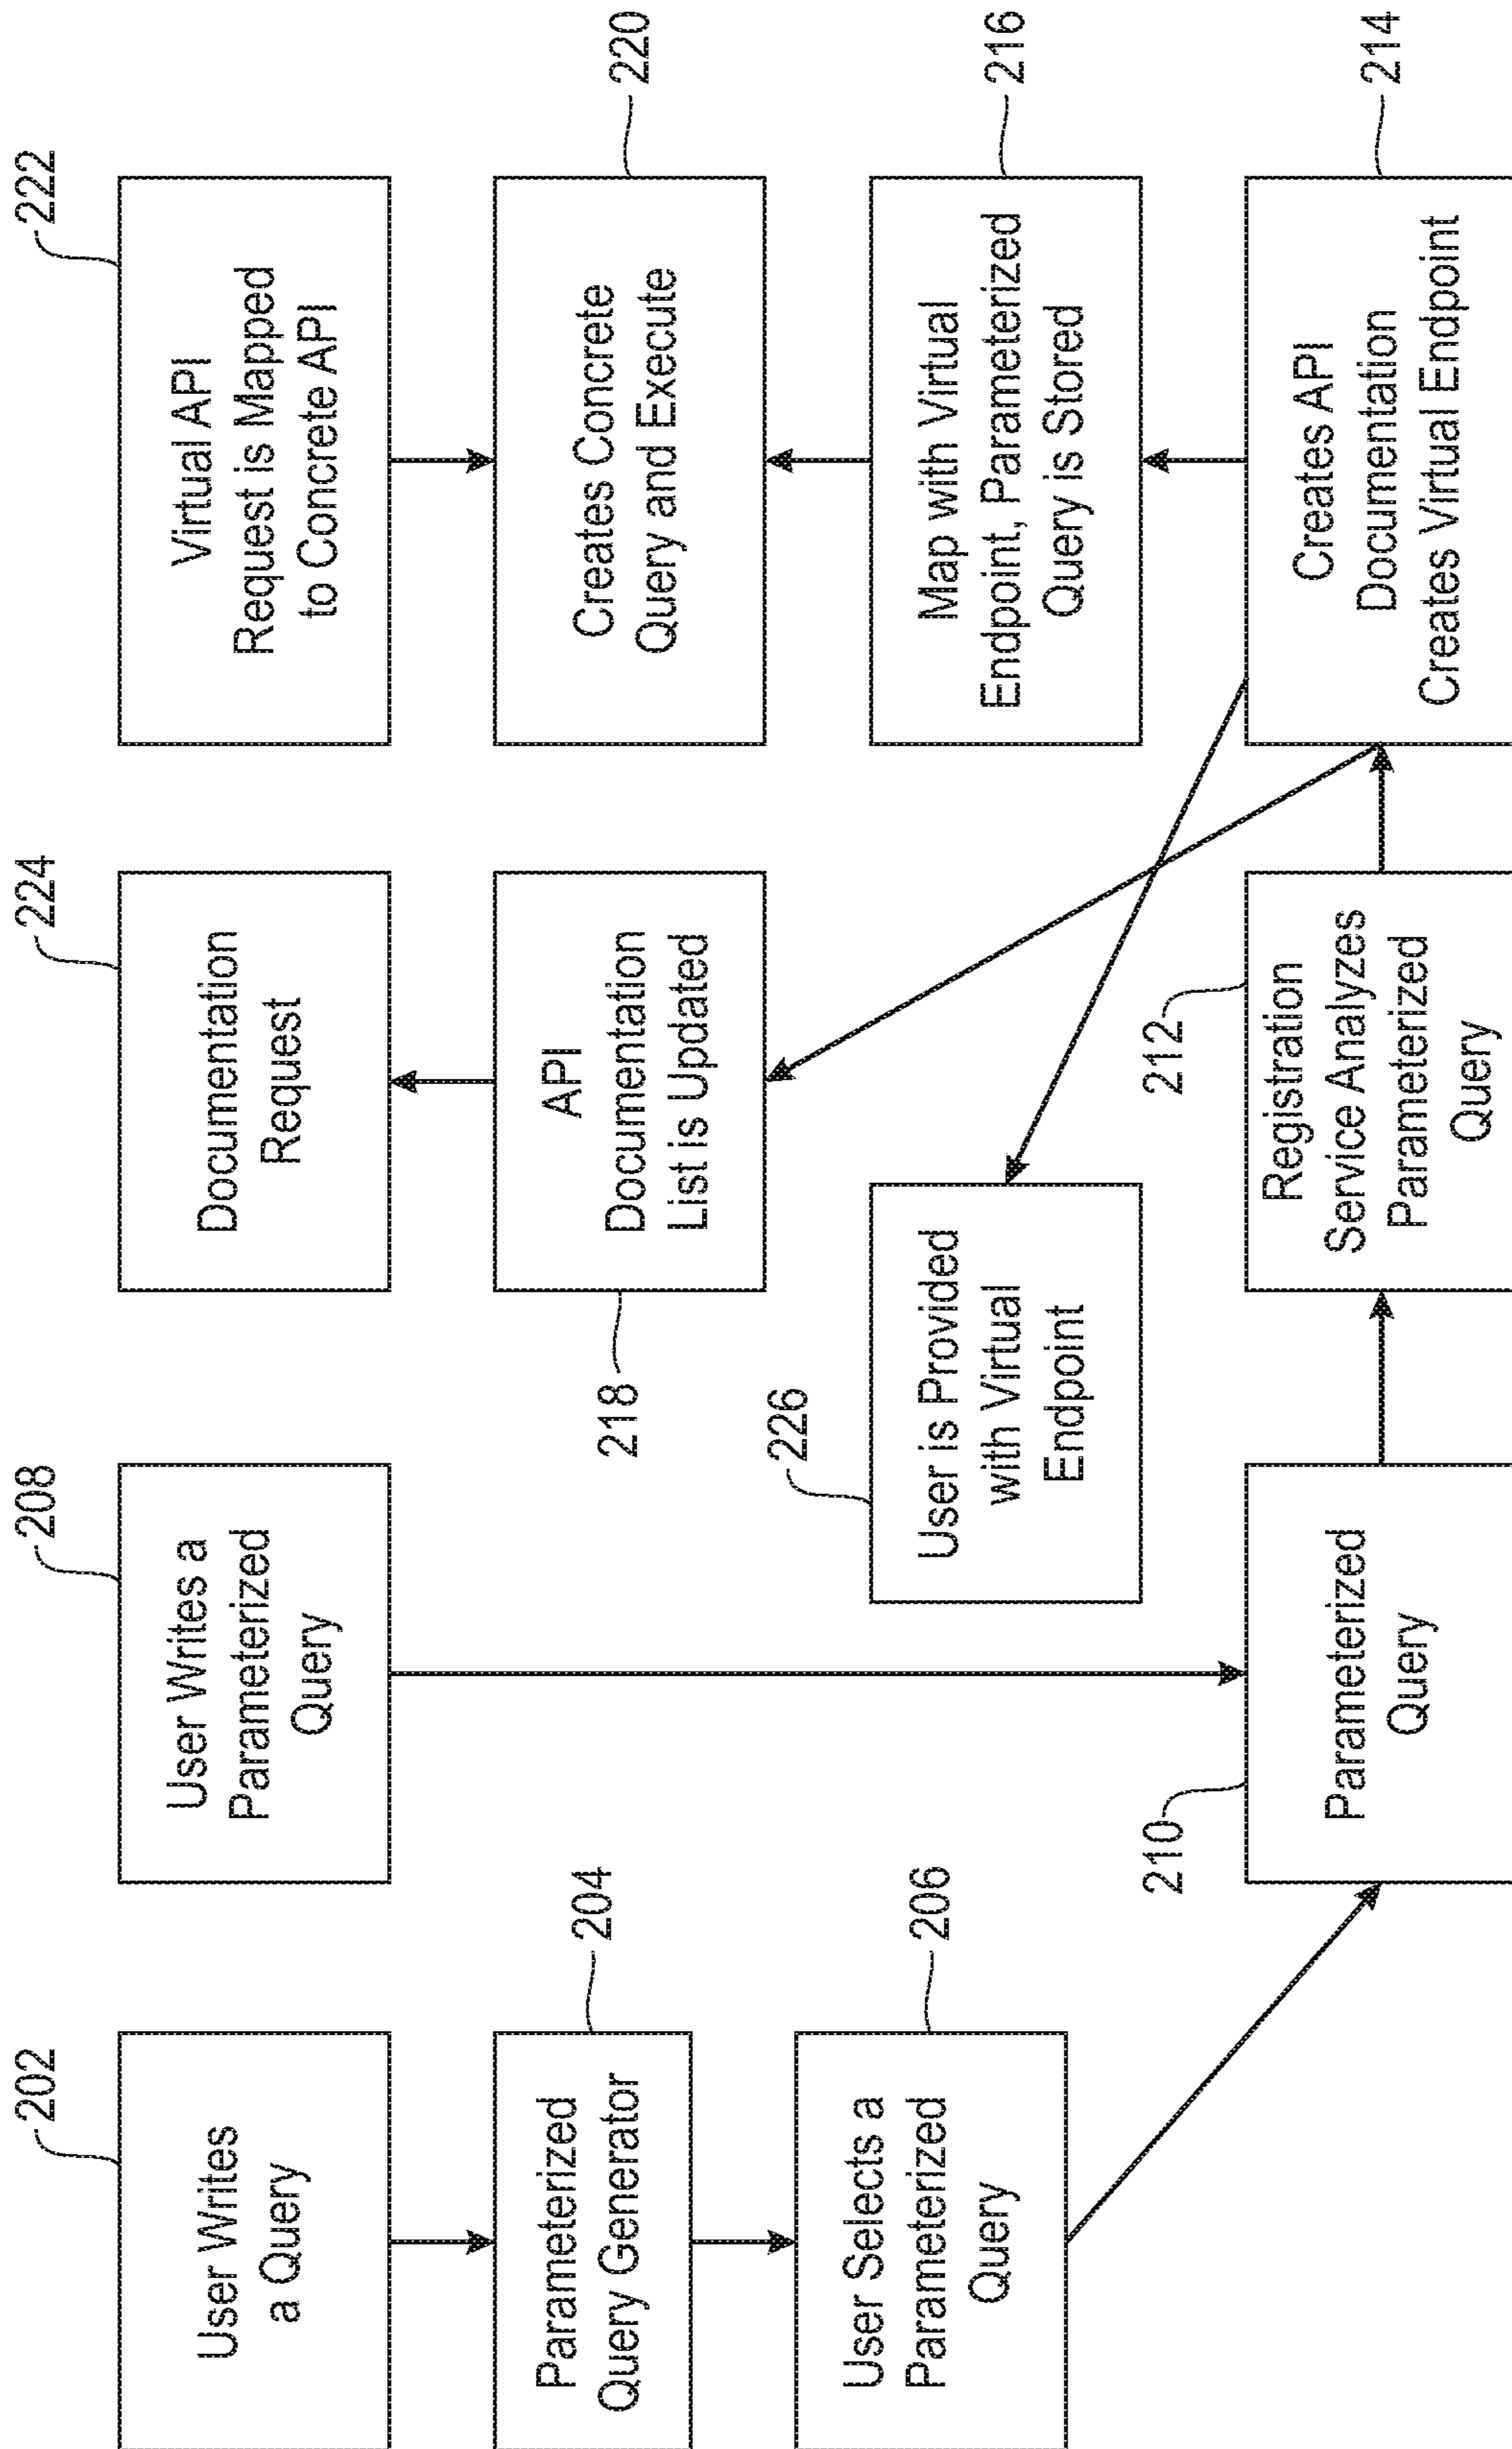 202
User Writes
a Query
204
Parameterized
Query Generator
206
User Selects a
Parameterized
Query
208
User Writes a
Parameterized
Query
210
Parameterized
Query
226
User is Provided
with Virtual
Endpoint
224
Documentation
Request
218
API
Documentation
List is Updated
212
Registration
Service Analyzes
Parameterized
Query
222
Virtual API
Request is Mapped
to Concrete API
220
Creates Concrete
Query and Execute
216
Map with Virtual
Endpoint, Parameterized
Query is Stored
214
Creates API
Documentation
Creates Virtual Endpoint